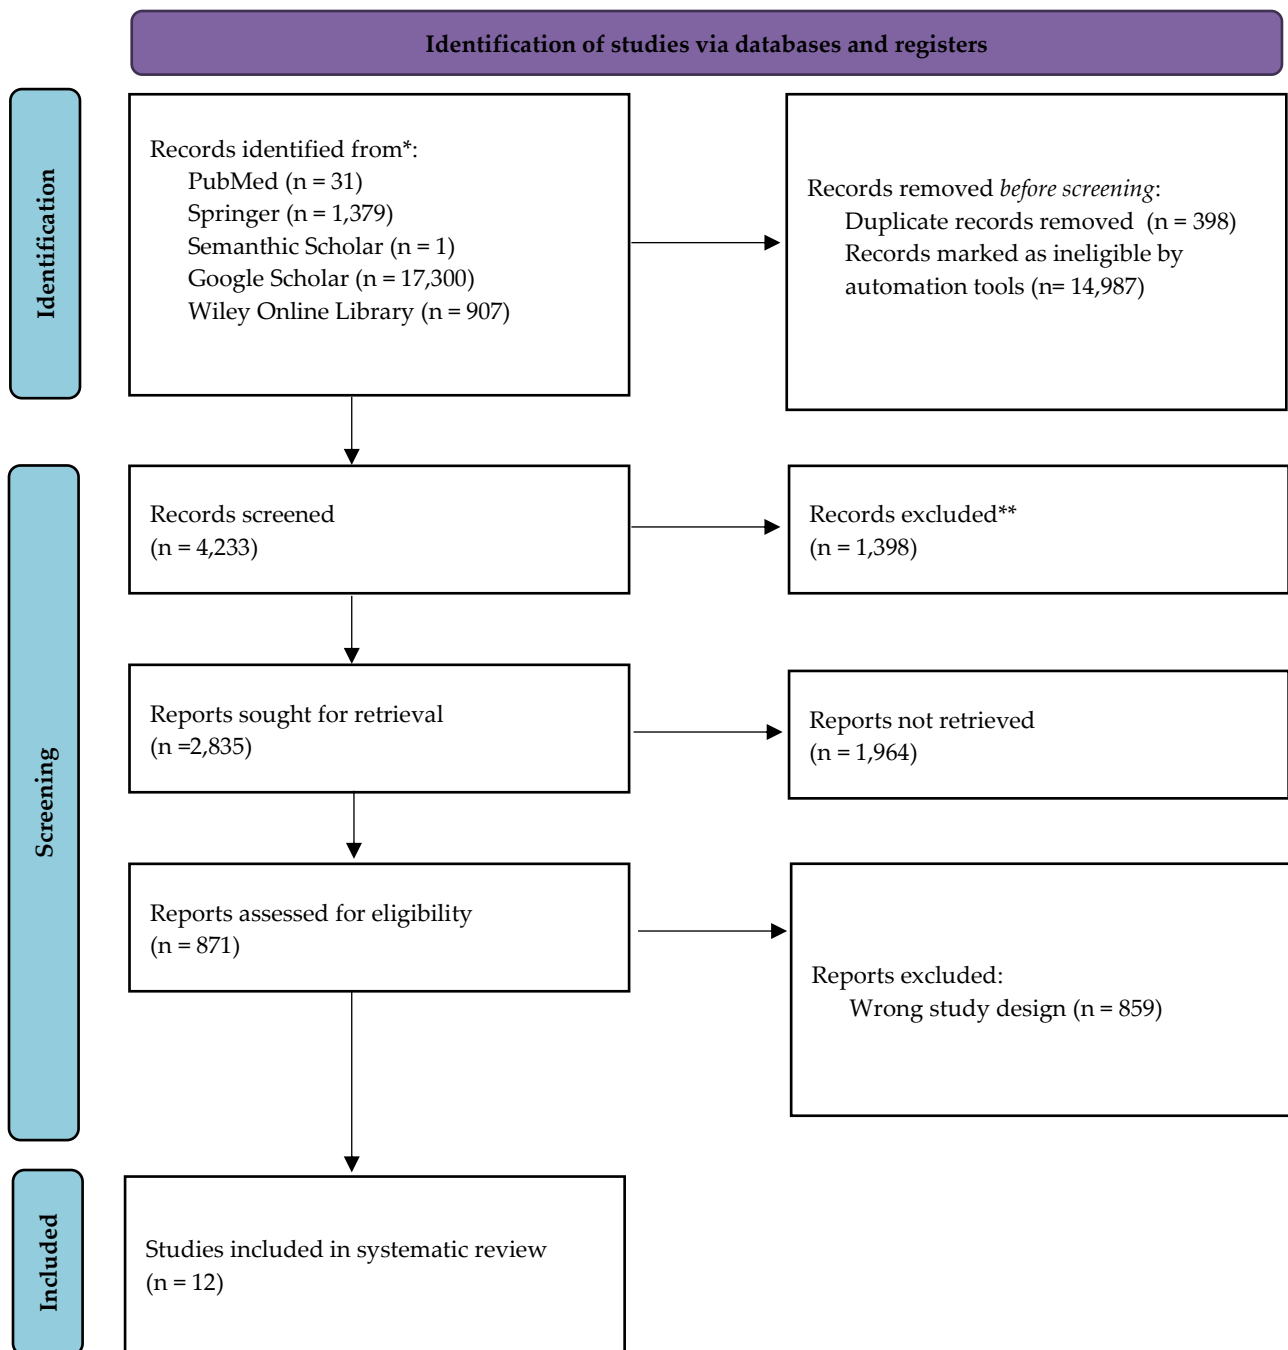 Identification of studies via databases and registers
Identification
Records identified from*:
PubMed (n = 31)
Springer (n = 1,379)
Semanthic Scholar (n = 1)
Google Scholar (n = 17,300)
Wiley Online Library (n = 907)
Records removed before screening:
Duplicate records removed (n = 398)
Records marked as ineligible by
automation tools (n= 14,987)
Screening
Records screened
(n = 4,233)
Records excluded**
(n = 1,398)
Reports sought for retrieval
(n =2,835)
Reports not retrieved
(n = 1,964)
Reports assessed for eligibility
(n = 871)
Reports excluded:
Wrong study design (n = 859)
Included
Studies included in systematic review
(n = 12)